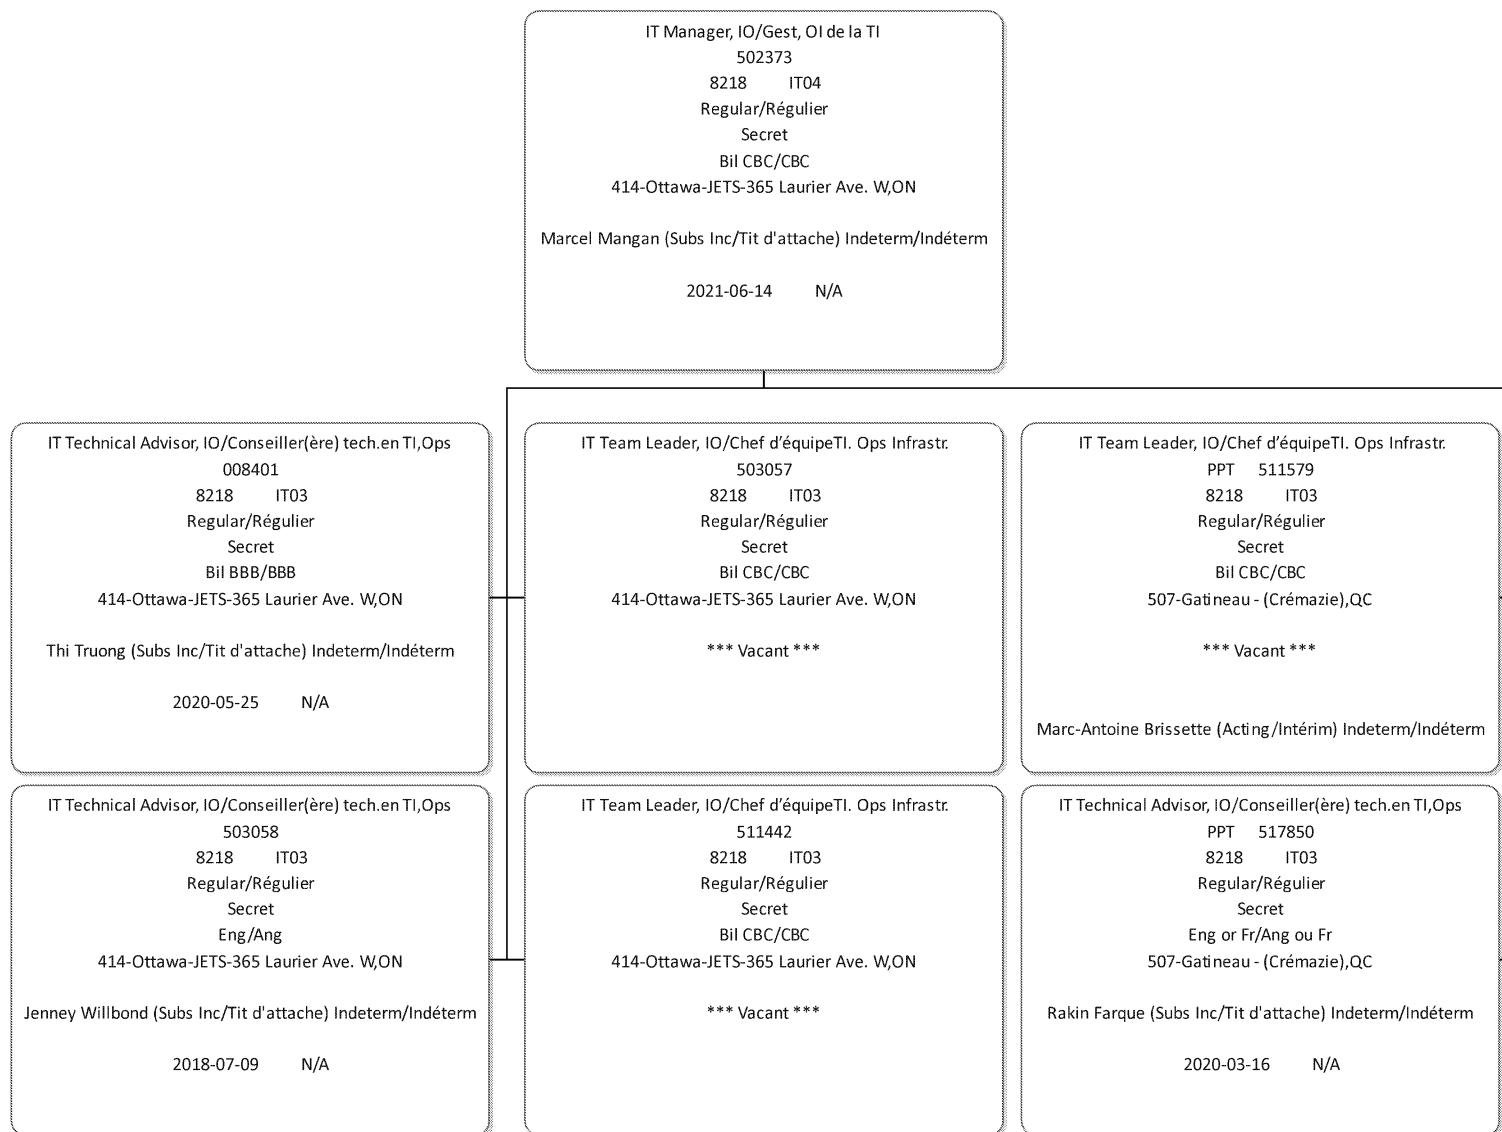 IT Manager, IO/Gest, OI de la TI
502373
8218 IT04
Regular/Régulier
Secret
Bil CBC/CBC
414-Ottawa-JETS-365 Laurier Ave. W,ON
Marcel Mangan (Subs Inc/Tit d'attache) Indeterm/Indéterm
2021-06-14 N/A
IT Technical Advisor, IO/Conseiller(ère) tech.en TI,Ops
008401
8218 IT03
Regular/Régulier
Secret
Bil BBB/BBB
414-Ottawa-JETS-365 Laurier Ave. W,ON
Thi Truong (Subs Inc/Tit d'attache) Indeterm/Indéterm
2020-05-25 N/A
IT Team Leader, IO/Chef d’équipeTI. Ops Infrastr.
503057
8218 IT03
Regular/Régulier
Secret
Bil CBC/CBC
414-Ottawa-JETS-365 Laurier Ave. W,ON
*** Vacant ***
IT Team Leader, IO/Chef d’équipeTI. Ops Infrastr.
PPT 511579
8218 IT03
Regular/Régulier
Secret
Bil CBC/CBC
507-Gatineau - (Crémazie),QC
*** Vacant ***
Marc-Antoine Brissette (Acting/Intérim) Indeterm/Indéterm
IT Technical Advisor, IO/Conseiller(ère) tech.en TI,Ops
503058
8218 IT03
Regular/Régulier
Secret
Eng/Ang
414-Ottawa-JETS-365 Laurier Ave. W,ON
Jenney Willbond (Subs Inc/Tit d'attache) Indeterm/Indéterm
2018-07-09 N/A
IT Team Leader, IO/Chef d’équipeTI. Ops Infrastr.
511442
8218 IT03
Regular/Régulier
Secret
Bil CBC/CBC
414-Ottawa-JETS-365 Laurier Ave. W,ON
*** Vacant ***
IT Technical Advisor, IO/Conseiller(ère) tech.en TI,Ops
PPT 517850
8218 IT03
Regular/Régulier
Secret
Eng or Fr/Ang ou Fr
507-Gatineau - (Crémazie),QC
Rakin Farque (Subs Inc/Tit d'attache) Indeterm/Indéterm
2020-03-16 N/A